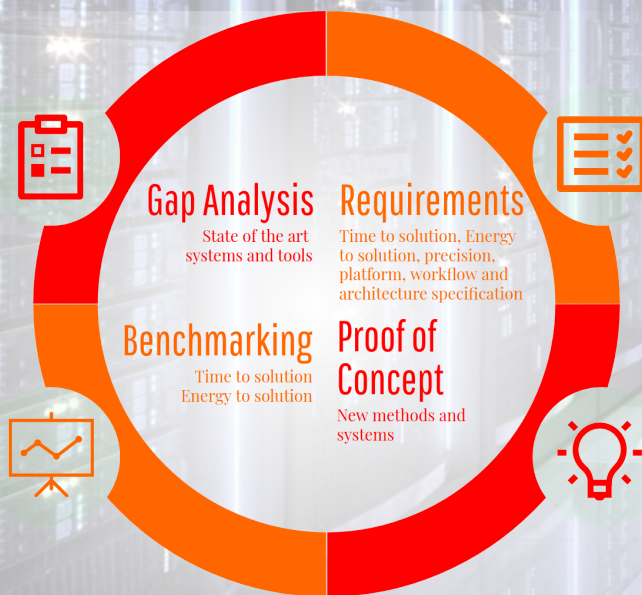 Gap Analysis
State of the art
systems and tools
Requirements
Time to solution, Energy
to solution, precision,
platform, workflow and
architecture specification
Benchmarking
Time to solution
Energy to solution
Proof of
Concept
New methods and
systems